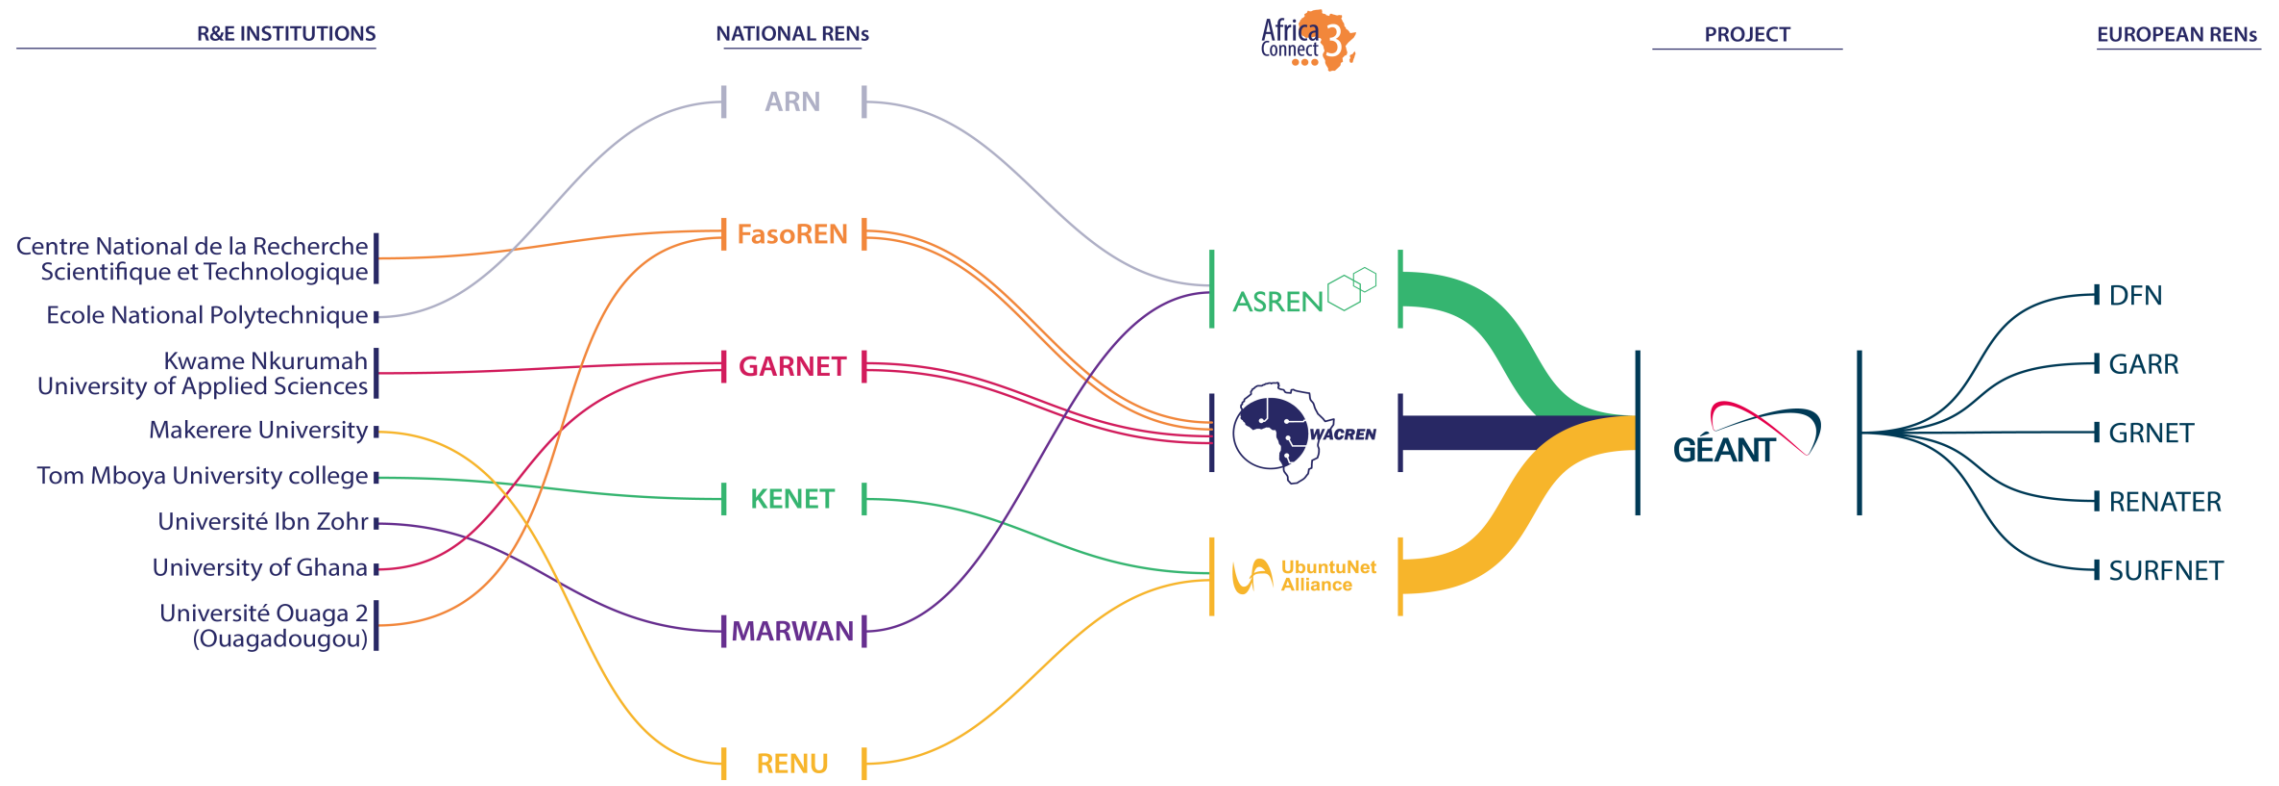 R&E INSTITUTIONS
NATIONAL RENs
Africa
Connect 3
PROJECT
EUROPEAN RENs
Centre National de la Recherche
Scientifique et Technologique
Ecole National Polytechnique
Kwame Nkurumah
University of Applied Sciences
Makerere University
Tom Mboya University college
Université Ibn Zohr
University of Ghana
Université Ouaga 2
(Ouagadougou)
ARN
FasoREN
GARNET
KENET
MARWAN
RENU
ASREN
WACREN
UbuntuNet
Alliance
GÉANT
DFN
GARR
GRNET
RENATER
SURFNET